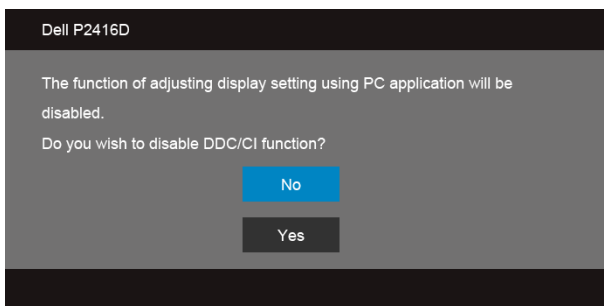 Dell P2416D
The function of adjusting display setting using PC application will be
disabled.
Do you wish to disable DDC/CI function?
No
Yes